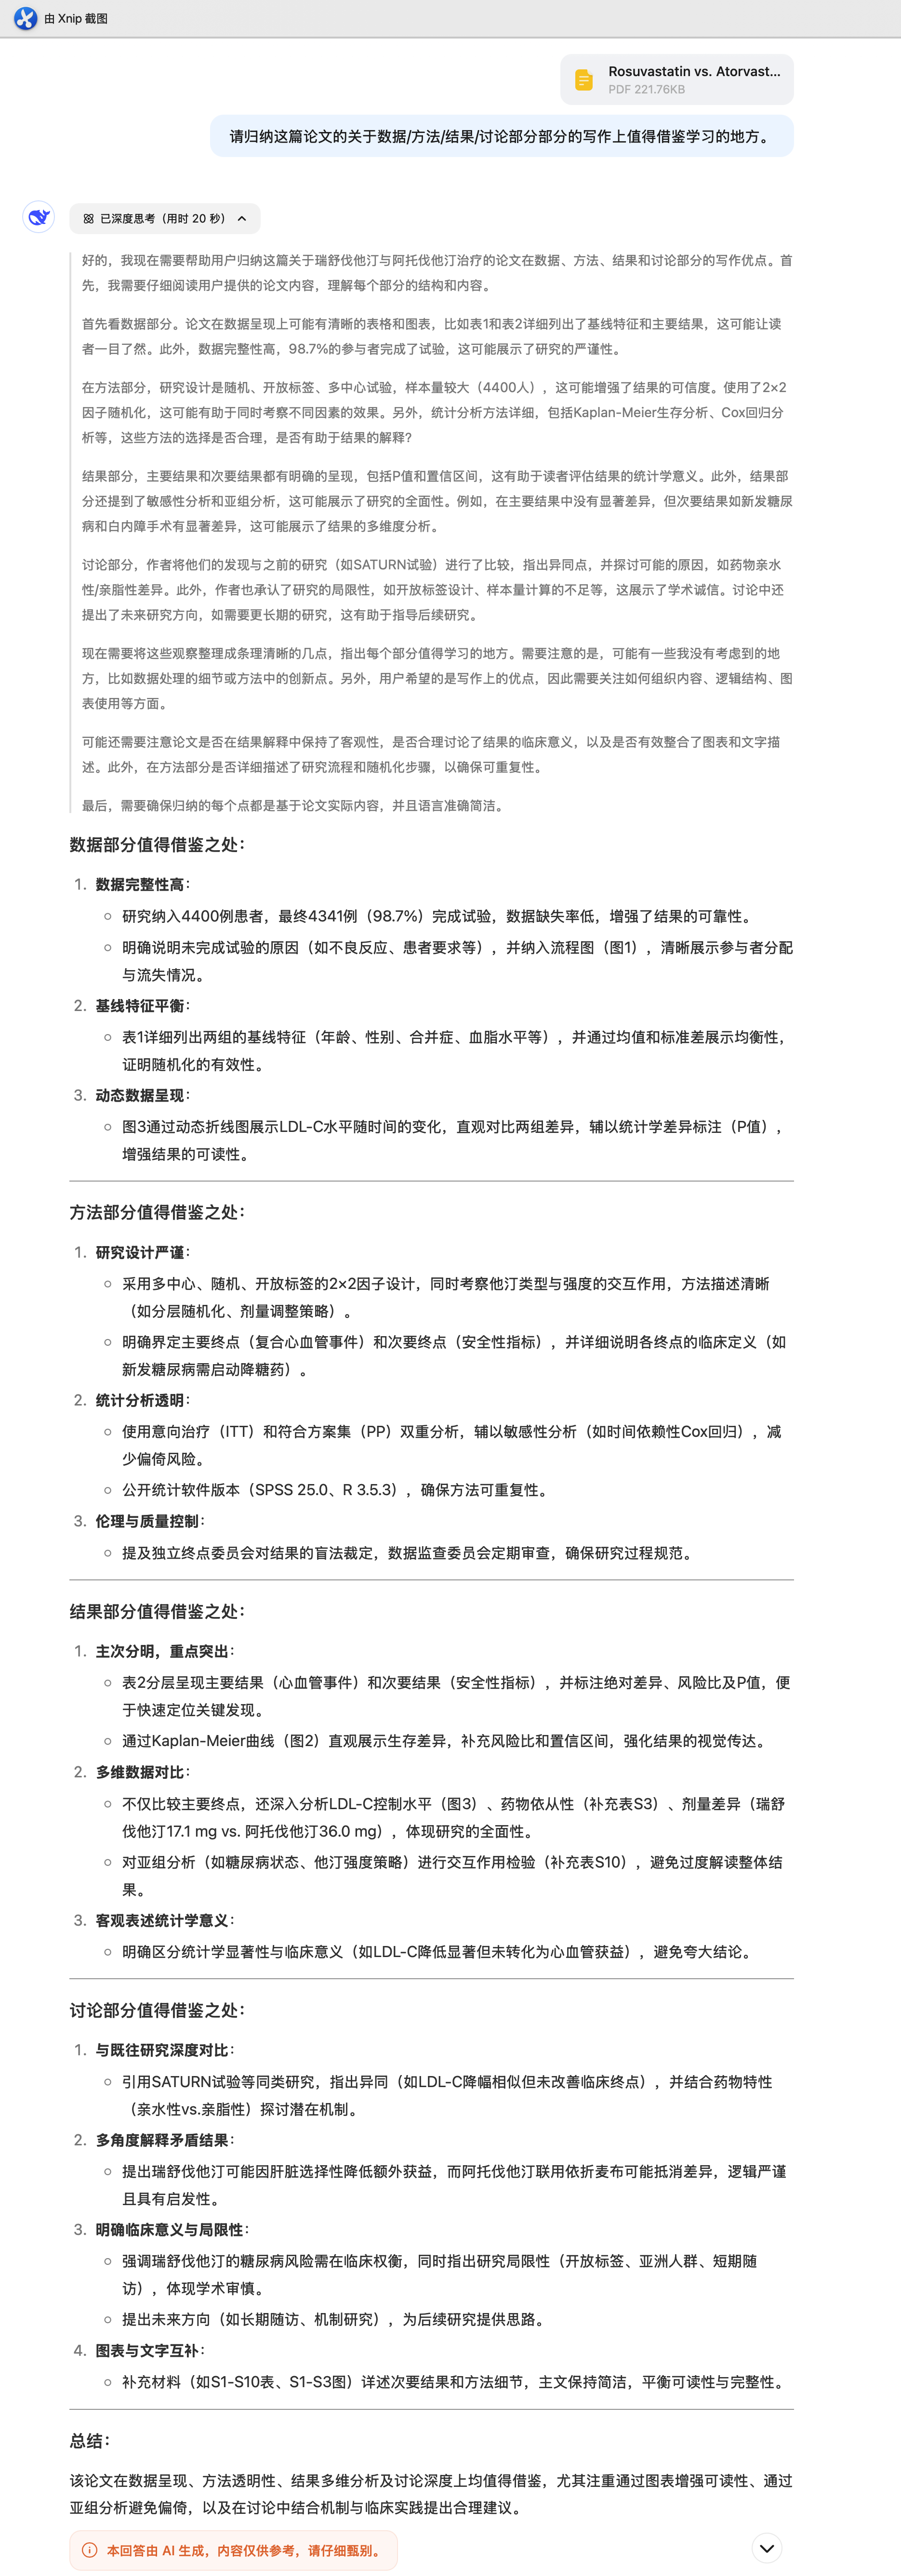 由 Xnip 截图
Rosuvastatin vs. Atorvast...
PDF 221.76KB
请归纳这篇论文的关于数据/方法/结果/讨论部分部分的写作上值得借鉴学习的地方。
已深度思考（用时 20 秒）
好的，我现在需要帮助用户归纳这篇关于瑞舒伐他汀与阿托伐他汀治疗的论文在数据、方法、结果和讨论部分的写作优点。首
先，我需要仔细阅读用户提供的论文内容，理解每个部分的结构和内容。
首先看数据部分。论文在数据呈现上可能有清晰的表格和图表，比如表1和表2详细列出了基线特征和主要结果，这可能让读
者一目了然。此外，数据完整性高，98.7%的参与者完成了试验，这可能展示了研究的严谨性。
在方法部分，研究设计是随机、开放标签、多中心试验，样本量较大（4400人），这可能增强了结果的可信度。使用了2×2
因子随机化，这可能有助于同时考察不同因素的效果。另外，统计分析方法详细，包括Kaplan-Meier生存分析、Cox回归分
析等，这些方法的选择是否合理，是否有助于结果的解释？
结果部分，主要结果和次要结果都有明确的呈现，包括P值和置信区间，这有助于读者评估结果的统计学意义。此外，结果部
分还提到了敏感性分析和亚组分析，这可能展示了研究的全面性。例如，在主要结果中没有显著差异，但次要结果如新发糖尿
病和白内障手术有显著差异，这可能展示了结果的多维度分析。
讨论部分，作者将他们的发现与之前的研究（如SATURN试验）进行了比较，指出异同点，并探讨可能的原因，如药物亲水
性/亲脂性差异。此外，作者也承认了研究的局限性，如开放标签设计、样本量计算的不足等，这展示了学术诚信。讨论中还
提出了未来研究方向，如需要更长期的研究，这有助于指导后续研究。
现在需要将这些观察整理成条理清晰的几点，指出每个部分值得学习的地方。需要注意的是，可能有一些我没有考虑到的地
方，比如数据处理的细节或方法中的创新点。另外，用户希望的是写作上的优点，因此需要关注如何组织内容、逻辑结构、图
表使用等方面。
可能还需要注意论文是否在结果解释中保持了客观性，是否合理讨论了结果的临床意义，以及是否有效整合了图表和文字描
述。此外，在方法部分是否详细描述了研究流程和随机化步骤，以确保可重复性。
最后，需要确保归纳的每个点都是基于论文实际内容，并且语言准确简洁。
数据部分值得借鉴之处：
1. 数据完整性高：
○ 研究纳入4400例患者，最终4341例（98.7%）完成试验，数据缺失率低，增强了结果的可靠性。
○ 明确说明未完成试验的原因（如不良反应、患者要求等），并纳入流程图（图1），清晰展示参与者分配
与流失情况。
2. 基线特征平衡：
○ 表1详细列出两组的基线特征（年龄、性别、合并症、血脂水平等），并通过均值和标准差展示均衡性，
证明随机化的有效性。
3. 动态数据呈现：
○ 图3通过动态折线图展示LDL-C水平随时间的变化，直观对比两组差异，辅以统计学差异标注（P值），
增强结果的可读性。
方法部分值得借鉴之处：
1. 研究设计严谨：
○ 采用多中心、随机、开放标签的2×2因子设计，同时考察他汀类型与强度的交互作用，方法描述清晰
（如分层随机化、剂量调整策略）。
○ 明确界定主要终点（复合心血管事件）和次要终点（安全性指标），并详细说明各终点的临床定义（如
新发糖尿病需启动降糖药）。
2. 统计分析透明：
○ 使用意向治疗（ITT）和符合方案集（PP）双重分析，辅以敏感性分析（如时间依赖性Cox回归），减
少偏倚风险。
○ 公开统计软件版本（SPSS 25.0、R 3.5.3），确保方法可重复性。
3. 伦理与质量控制：
○ 提及独立终点委员会对结果的盲法裁定，数据监查委员会定期审查，确保研究过程规范。
结果部分值得借鉴之处：
1. 主次分明，重点突出：
○ 表2分层呈现主要结果（心血管事件）和次要结果（安全性指标），并标注绝对差异、风险比及P值，便
于快速定位关键发现。
○ 通过Kaplan-Meier曲线（图2）直观展示生存差异，补充风险比和置信区间，强化结果的视觉传达。
2. 多维数据对比：
○ 不仅比较主要终点，还深入分析LDL-C控制水平（图3）、药物依从性（补充表S3）、剂量差异（瑞舒
伐他汀17.1 mg vs. 阿托伐他汀36.0 mg），体现研究的全面性。
○ 对亚组分析（如糖尿病状态、他汀强度策略）进行交互作用检验（补充表S10），避免过度解读整体结
果。
3. 客观表述统计学意义：
○ 明确区分统计学显著性与临床意义（如LDL-C降低显著但未转化为心血管获益），避免夸大结论。
讨论部分值得借鉴之处：
1. 与既往研究深度对比：
○ 引用SATURN试验等同类研究，指出异同（如LDL-C降幅相似但未改善临床终点），并结合药物特性
（亲水性vs.亲脂性）探讨潜在机制。
2. 多角度解释矛盾结果：
○ 提出瑞舒伐他汀可能因肝脏选择性降低额外获益，而阿托伐他汀联用依折麦布可能抵消差异，逻辑严谨
且具有启发性。
3. 明确临床意义与局限性：
○ 强调瑞舒伐他汀的糖尿病风险需在临床权衡，同时指出研究局限性（开放标签、亚洲人群、短期随
访），体现学术审慎。
○ 提出未来方向（如长期随访、机制研究），为后续研究提供思路。
4. 图表与文字互补：
○ 补充材料（如S1-S10表、S1-S3图）详述次要结果和方法细节，主文保持简洁，平衡可读性与完整性。
总结：
该论文在数据呈现、方法透明性、结果多维分析及讨论深度上均值得借鉴，尤其注重通过图表增强可读性、通过
亚组分析避免偏倚，以及在讨论中结合机制与临床实践提出合理建议。
本回答由 AI 生成，内容仅供参考，请仔细甄别。